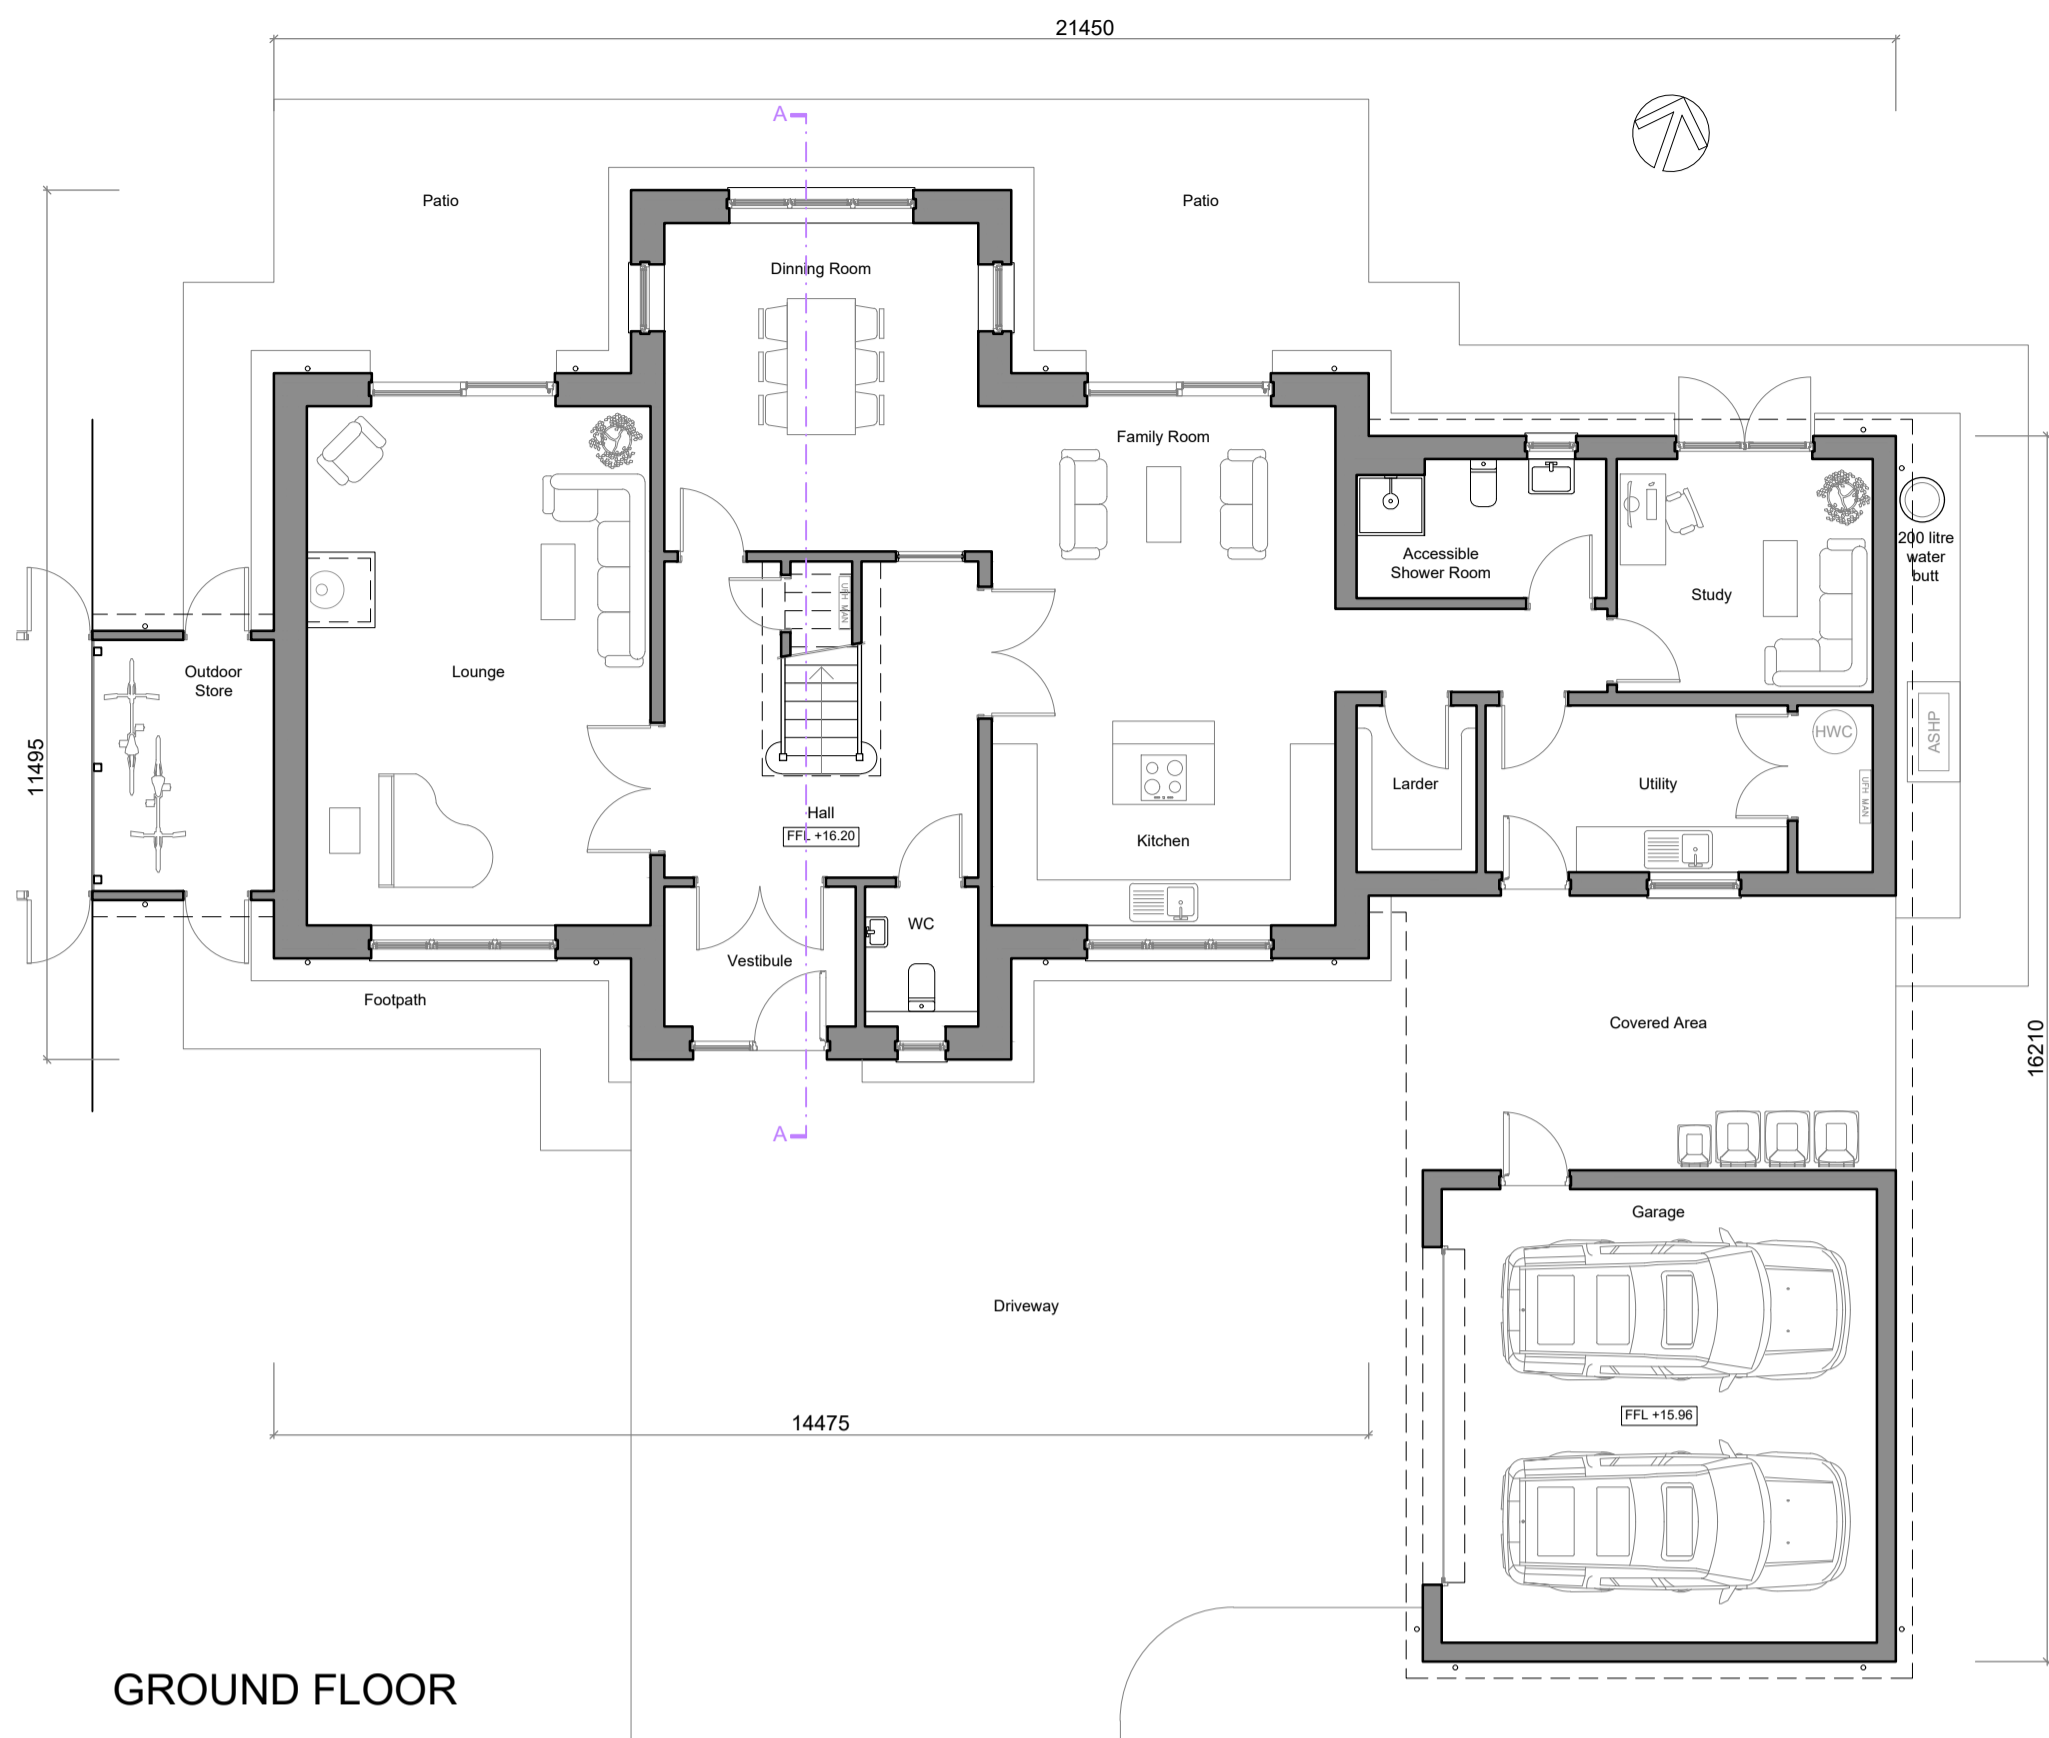 21450
A
Patio
Patio
Dinning Room
Family Room
Accessible
Shower Room
200 litre
water
butt
Study
UFH MAN
Outdoor
Store
Lounge
11495
HWC
ASHP
Larder
Utility
UFH MAN
Hall
FFL +16.20
Kitchen
WC
Vestibule
Footpath
Covered Area
16210
A
Garage
Driveway
FFL +15.96
14475
GROUND FLOOR